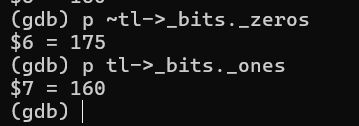 (gdb) p ~tl->_bits._zeros
$6 = 175
(gdb) p tl->_bits._ones
$7 = 160
(gdb)